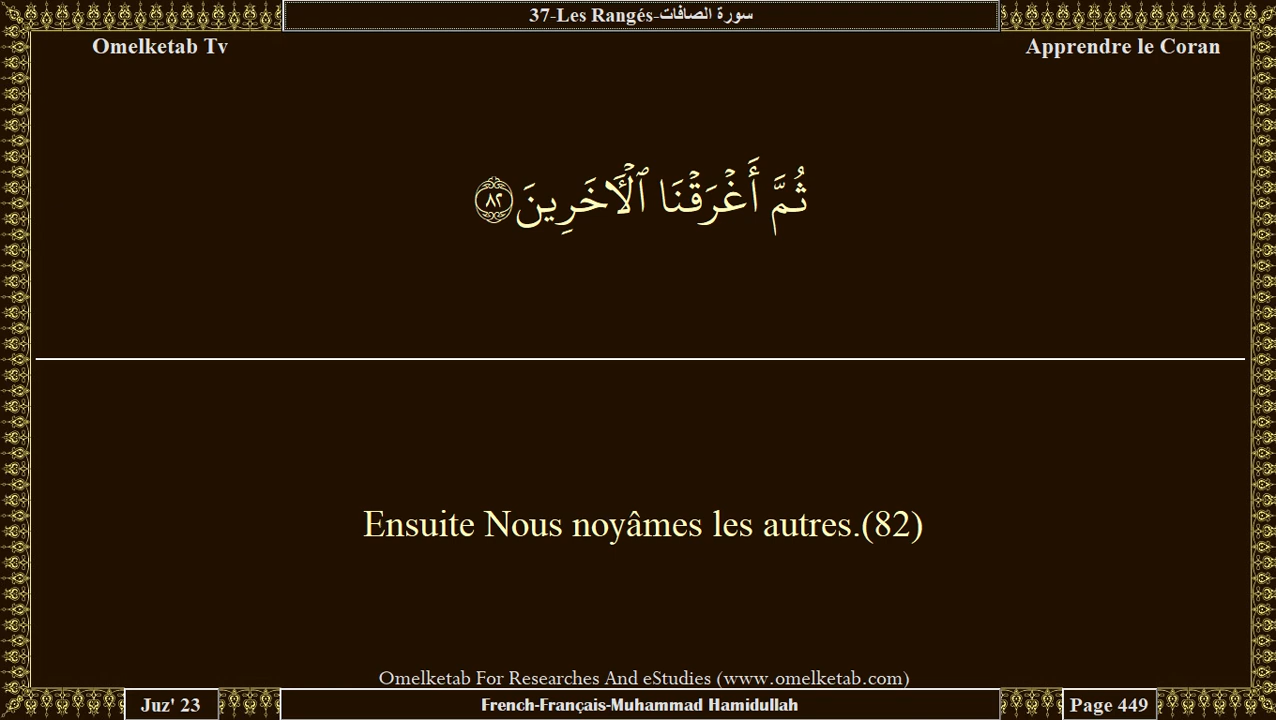 37-Les Rangés-سورة الصافات
Omelketab Tv
Apprendre le Coran
ثُمَّ أَغۡرَقۡنَا ٱلۡأٓخَرِينَ ٨٢
Ensuite Nous noyâmes les autres.(82)
Omelketab For Researches And eStudies (www.omelketab.com)
Juz' 23
French-Français-Muhammad Hamidullah
Page 449